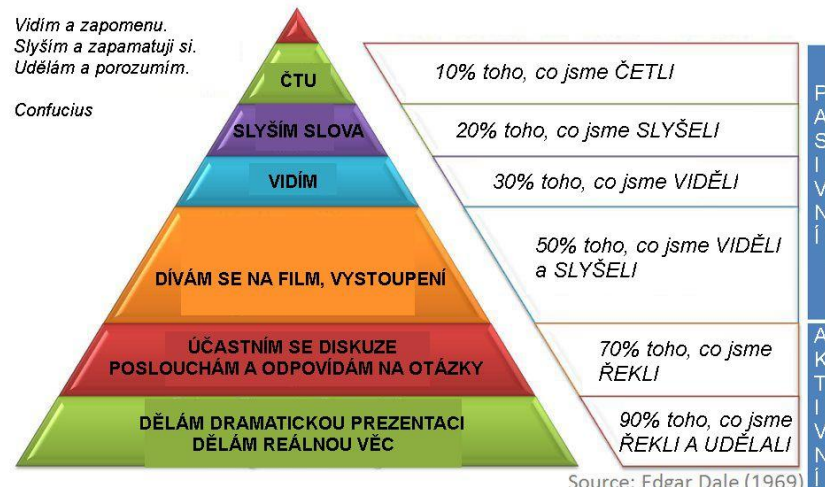 Vidím a zapomenu.
Slyším a zapamatuji si.
Udělám a porozumím.
Confucius
ČTU
10% toho, co jsme ČETLI
SLYŠÍM SLOVA
20% toho, co jsme SLYŠELI
VIDÍM
30% toho, co jsme VIDĚLI
DÍVÁM SE NA FILM, VYSTOUPENÍ
50% toho, co jsme VIDĚLI
a SLYŠELI
PASIVNÍ
ÚČASTNÍM SE DISKUZE
POSLOUCHÁM A ODPOVÍDÁM NA OTÁZKY
70% toho, co jsme
ŘEKLI
DĚLÁM DRAMATICKOU PREZENTACI
DĚLÁM REÁLNOU VĚC
90% toho, co jsme
ŘEKLI A UDĚLALI
AKTIVNÍ
Source: Edgar Dale (1969)